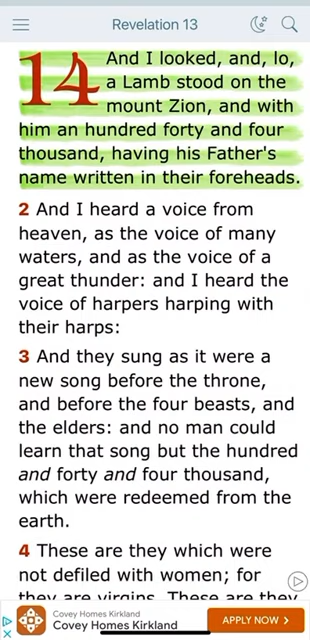 Revelation 13
14 And I looked, and, lo,
a Lamb stood on the
mount Zion, and with
him an hundred forty and four
thousand, having his Father's
name written in their foreheads.
2 And I heard a voice from
heaven, as the voice of many
waters, and as the voice of a
great thunder: and I heard the
voice of harpers harping with
their harps:
3 And they sung as it were a
new song before the throne,
and before the four beasts, and
the elders: and no man could
learn that song but the hundred
and forty and four thousand,
which were redeemed from the
earth.
4 These are they which were
not defiled with women; for
they are virgins. These are they
Covey Homes Kirkland
Covey Homes Kirkland
APPLY NOW